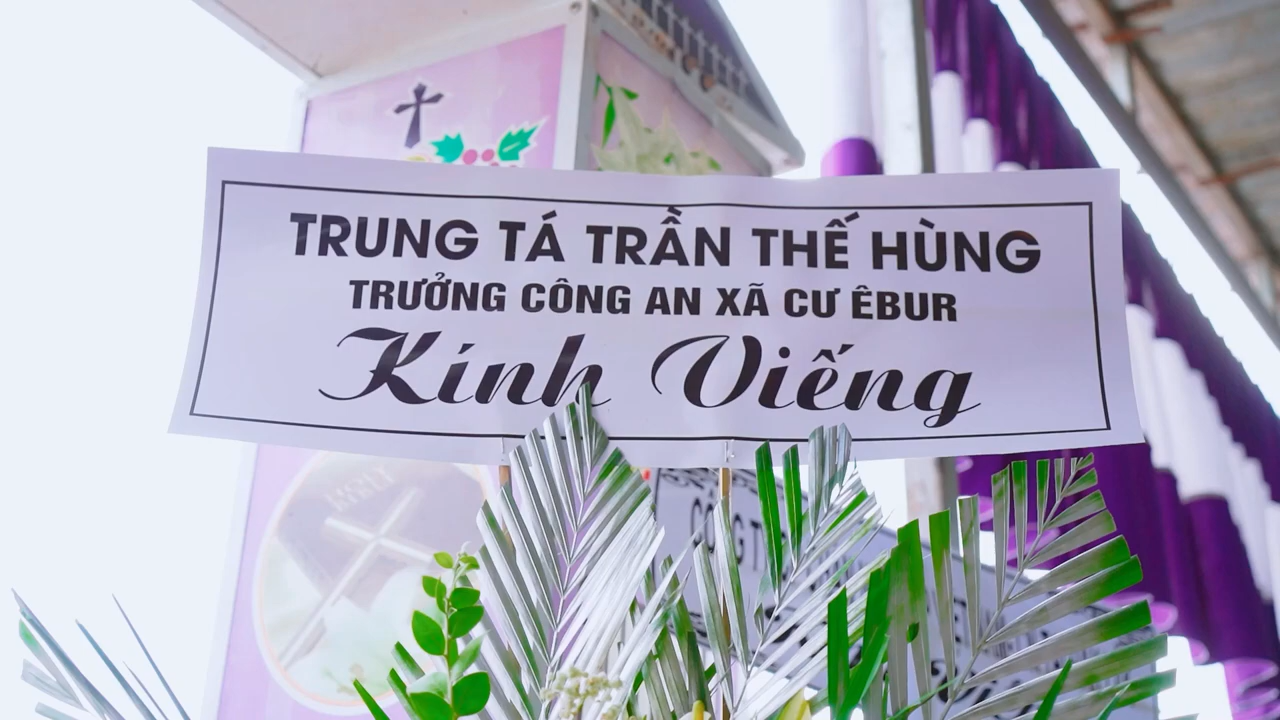 TRUNG TÁ TRẦN THẾ HÙNG
TRƯỞNG CÔNG AN XÃ CƯ ÊBUR
Kính Viếng